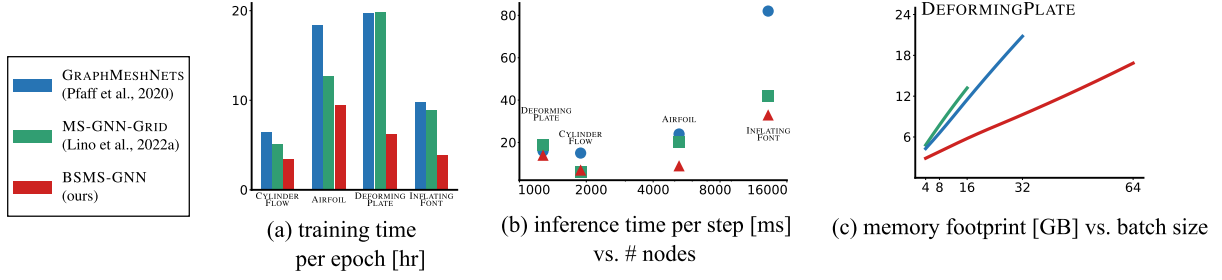 GRAPHMESHNETS
(Pfaff et al., 2020)
MS-GNN-GRID
(Lino et al., 2022a)
BSMS-GNN
(ours)
20
10
0
CYLINDER
FLOW
AIRFOIL
DEFORMING
PLATE
INFLATING
FONT
(a) training time
per epoch [hr]
80
60
40
20
DEFORMING
PLATE
CYLINDER
FLOW
AIRFOIL
INFLATING
FONT
1000 2000 4000 8000 16000
(b) inference time per step [ms]
vs. # nodes
DEFORMINGPLATE
24
18
12
6
4 8 16 32 64
(c) memory footprint [GB] vs. batch size